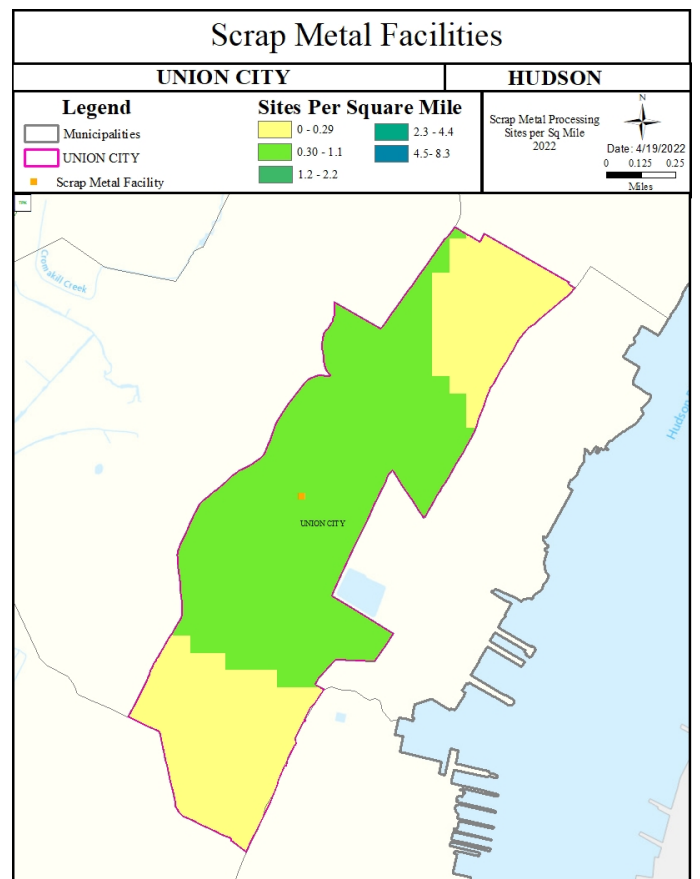 Scrap Metal Facilities
UNION CITY
HUDSON
Legend
Municipalities
UNION CITY
Scrap Metal Facility
Sites Per Square Mile
0 - 0.29
0.30 - 1.1
1.2 - 2.2
2.3 - 4.4
4.5- 8.3
Scrap Metal Processing
Sites per Sq Mile
2022
N
Date: 4/19/2022
0 0.125 0.25
Miles
Cromakill Creek
Hudson
UNION CITY